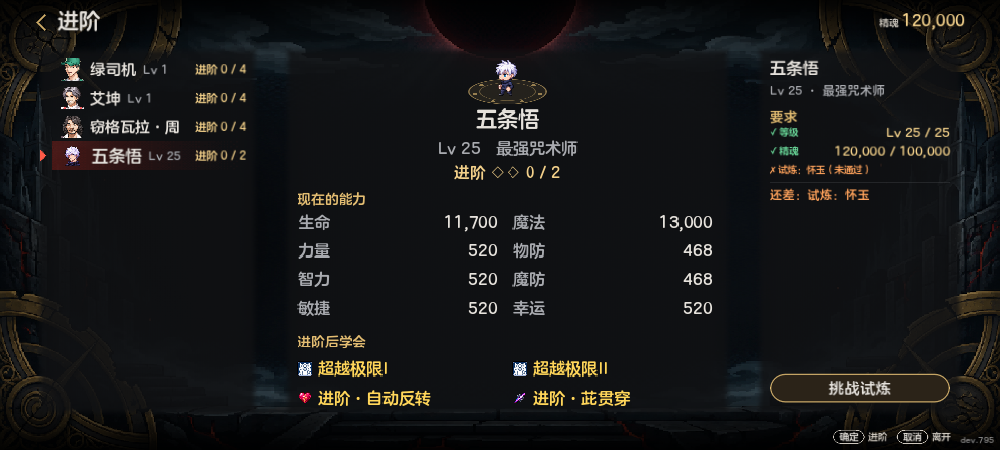 进阶
精魂 120,000
绿司机 Lv 1 进阶 0 / 4
艾坤 Lv 1 进阶 0 / 4
窃格瓦拉·周 进阶 0 / 4
五条悟 Lv 25 进阶 0 / 2
五条悟
Lv 25 最强咒术师
进阶 ◇◇ 0 / 2
现在的能力
生命 11,700 魔法 13,000
力量 520 物防 468
智力 520 魔防 468
敏捷 520 幸运 520
进阶后学会
超越极限I 超越极限II
进阶·自动反转 进阶·茈贯穿
五条悟
Lv 25 · 最强咒术师
要求
✓等级 Lv 25 / 25
✓精魂 120,000 / 100,000
✗试炼: 怀玉 (未通过)
还差: 试炼: 怀玉
挑战试炼
确定 进阶 取消 离开 dev.795